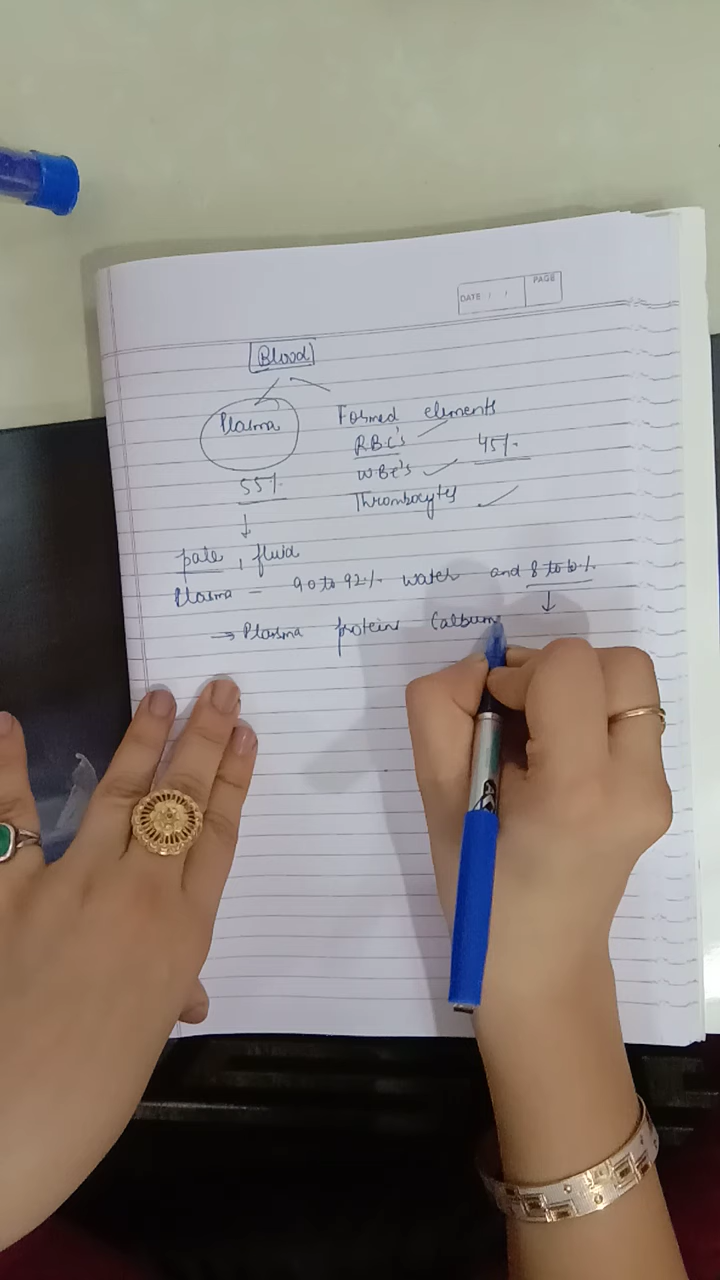 DATE / / PAGE
Blood
Plasma Formed elements
RBC's 45%
55% WBC's
Thrombocytes
pale, fluid
Plasma - 90 to 92% water and 8 to 10%
→ Plasma proteins (album